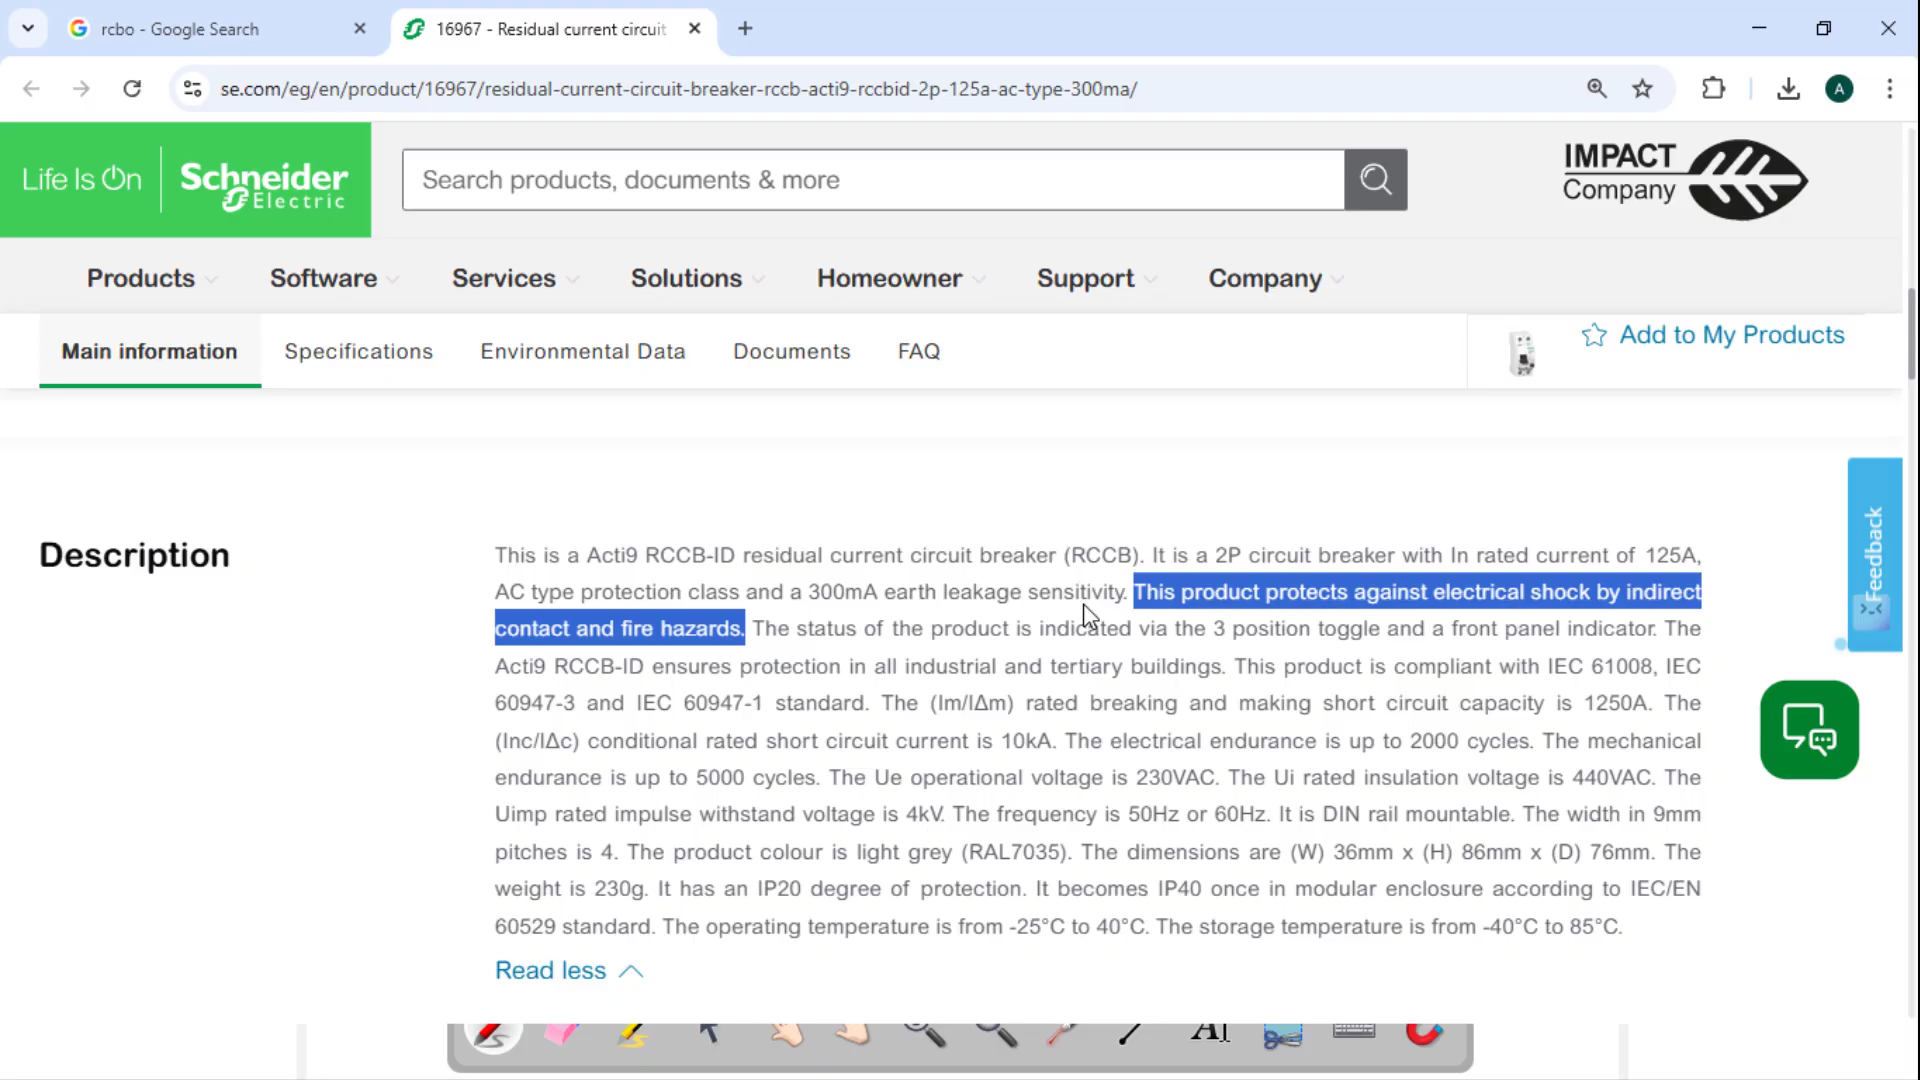 rcbo - Google Search
16967 - Residual current circuit
se.com/eg/en/product/16967/residual-current-circuit-breaker-rccb-acti9-rccbid-2p-125a-ac-type-300ma/
A
Life Is On
Schneider
Electric
Search products, documents & more
IMPACT
Company
Products
Software
Services
Solutions
Homeowner
Support
Company
Main information
Specifications
Environmental Data
Documents
FAQ
Add to My Products
Feedback
Description
This is a Acti9 RCCB-ID residual current circuit breaker (RCCB). It is a 2P circuit breaker with In rated current of 125A,
AC type protection class and a 300mA earth leakage sensitivity. This product protects against electrical shock by indirect
contact and fire hazards. The status of the product is indicated via the 3 position toggle and a front panel indicator. The
Acti9 RCCB-ID ensures protection in all industrial and tertiary buildings. This product is compliant with IEC 61008, IEC
60947-3 and IEC 60947-1 standard. The (Im/IΔm) rated breaking and making short circuit capacity is 1250A. The
(Inc/IΔc) conditional rated short circuit current is 10kA. The electrical endurance is up to 2000 cycles. The mechanical
endurance is up to 5000 cycles. The Ue operational voltage is 230VAC. The Ui rated insulation voltage is 440VAC. The
Uimp rated impulse withstand voltage is 4kV. The frequency is 50Hz or 60Hz. It is DIN rail mountable. The width in 9mm
pitches is 4. The product colour is light grey (RAL7035). The dimensions are (W) 36mm x (H) 86mm x (D) 76mm. The
weight is 230g. It has an IP20 degree of protection. It becomes IP40 once in modular enclosure according to IEC/EN
60529 standard. The operating temperature is from -25°C to 40°C. The storage temperature is from -40°C to 85°C.
Read less
A